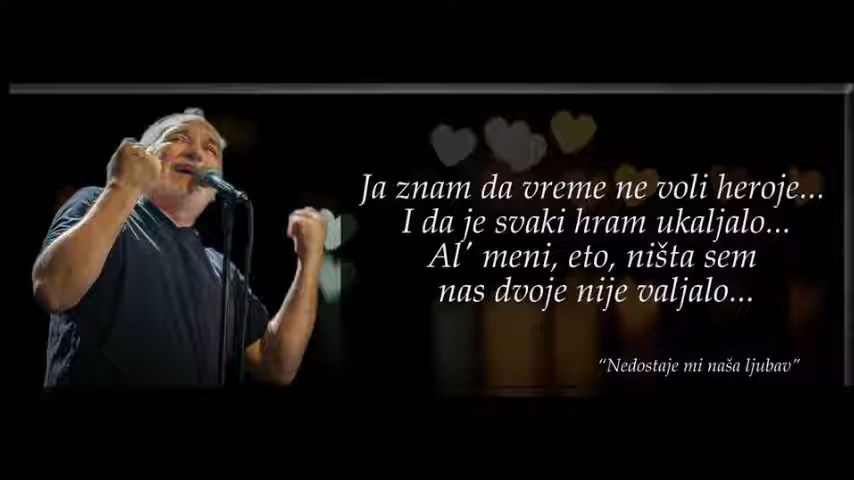 Ja znam da vreme ne voli heroje...
I da je svaki hram ukaljalo...
Al' meni, eto, ništa sem
nas dvoje nije valjalo...
“Nedostaje mi naša ljubav”